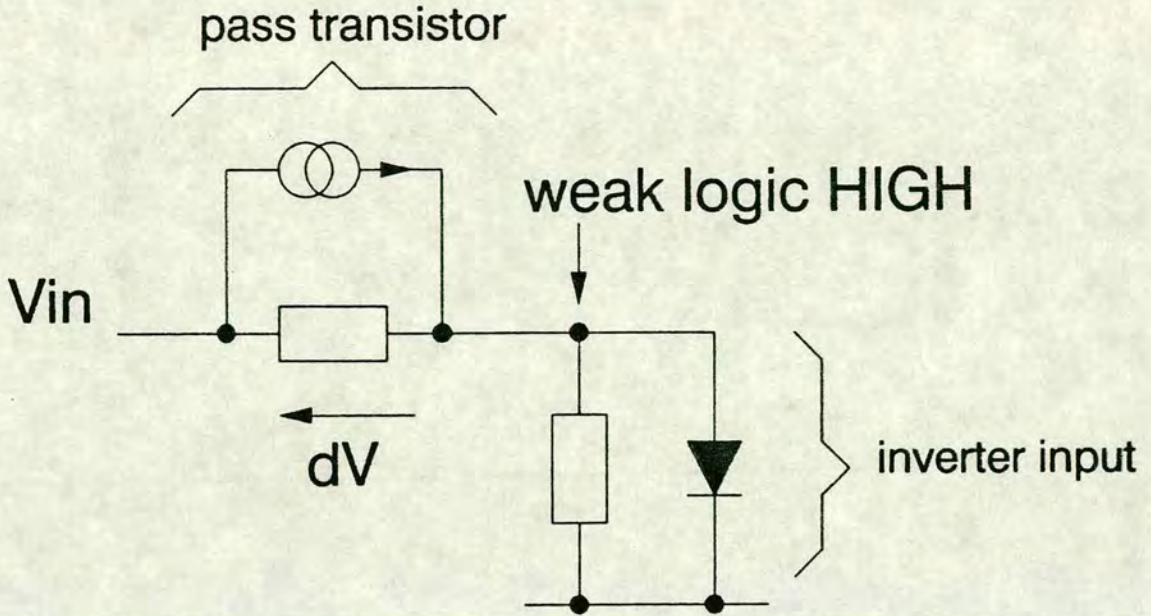 pass transistor
weak logic HIGH
Vin
dV
inverter input